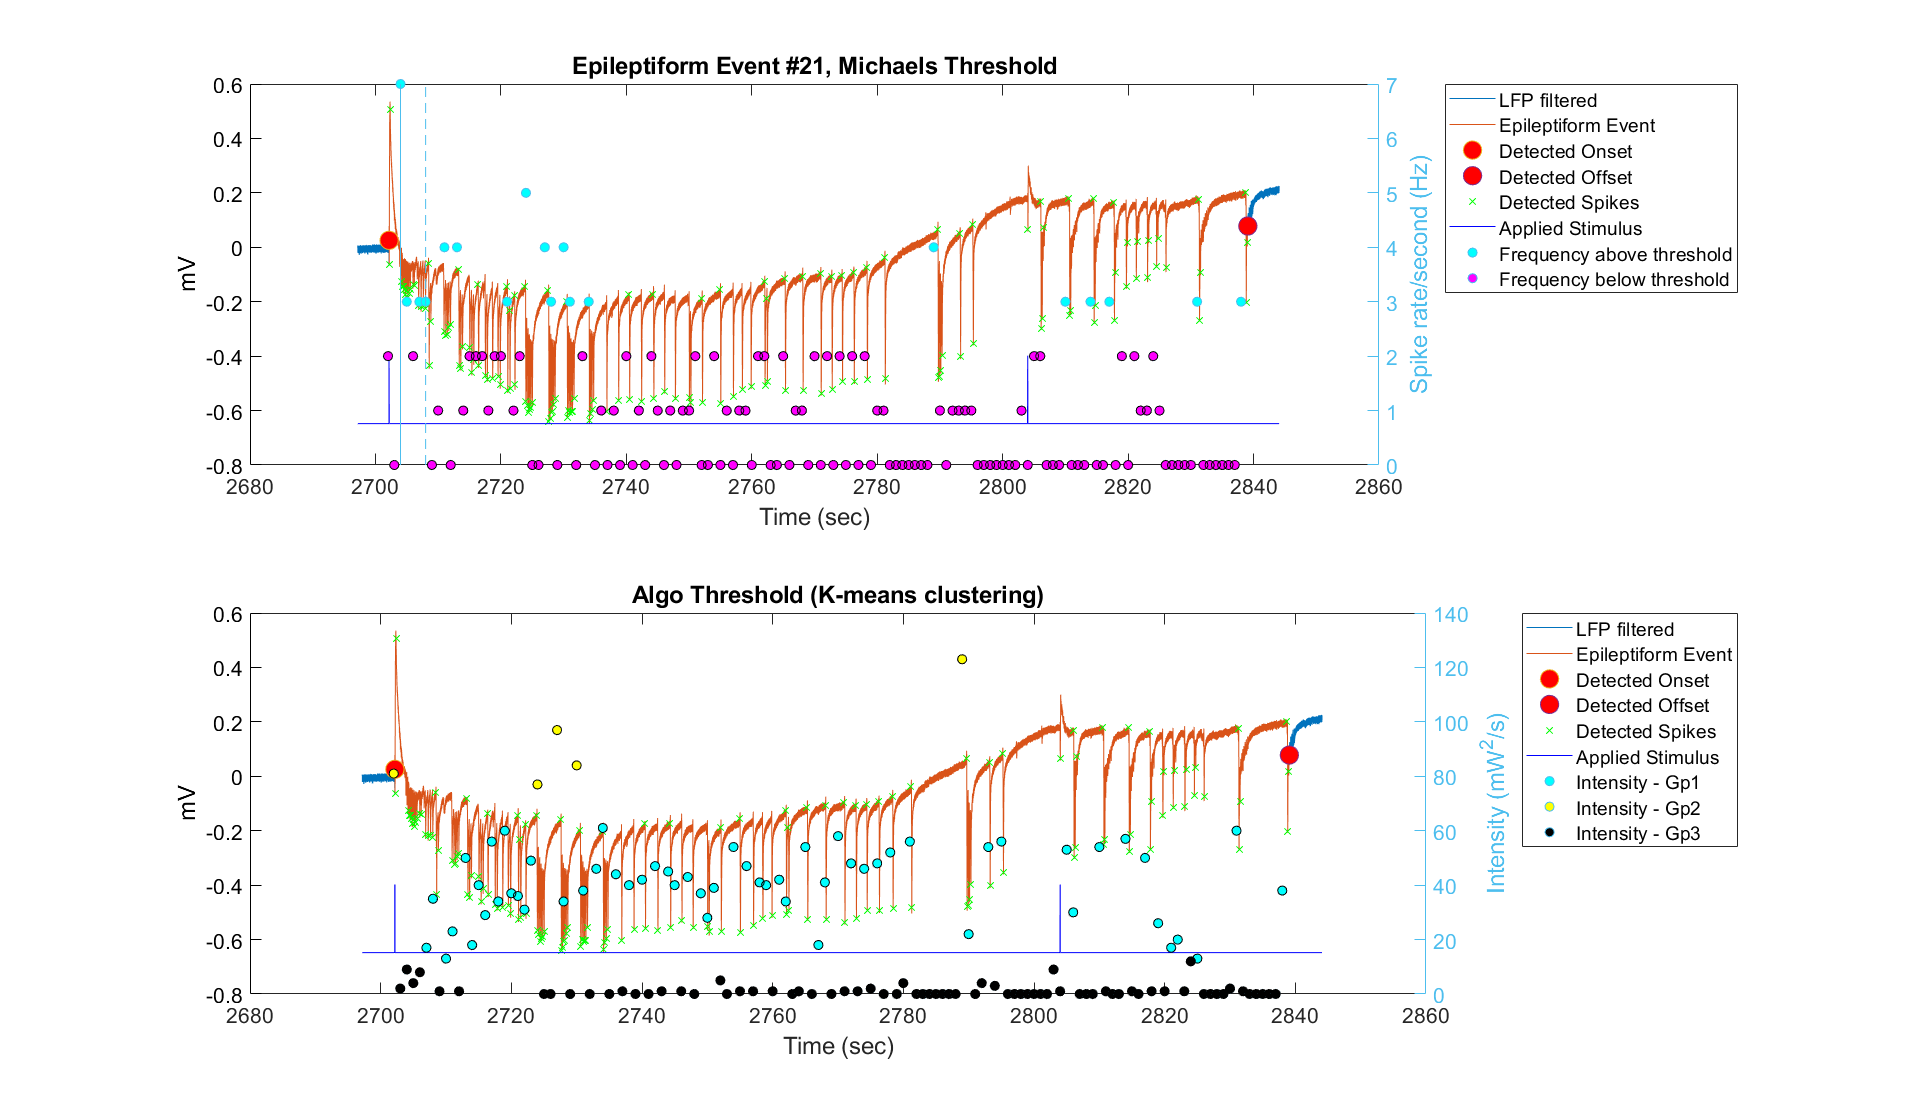 Epileptiform Event #21, Michaels Threshold
0.6
0.4
0.2
0
-0.2
-0.4
-0.6
-0.8
mV
2680
2700
2720
2740
2760
2780
2800
2820
2840
2860
Time (sec)
7
6
5
4
3
2
1
0
Spike rate/second (Hz)
LFP filtered
Epileptiform Event
Detected Onset
Detected Offset
Detected Spikes
Applied Stimulus
Frequency above threshold
Frequency below threshold
Algo Threshold (K-means clustering)
0.6
0.4
0.2
0
-0.2
-0.4
-0.6
-0.8
mV
2680
2700
2720
2740
2760
2780
2800
2820
2840
2860
Time (sec)
140
120
100
80
60
40
20
0
Intensity (mW²/s)
LFP filtered
Epileptiform Event
Detected Onset
Detected Offset
Detected Spikes
Applied Stimulus
Intensity - Gp1
Intensity - Gp2
Intensity - Gp3